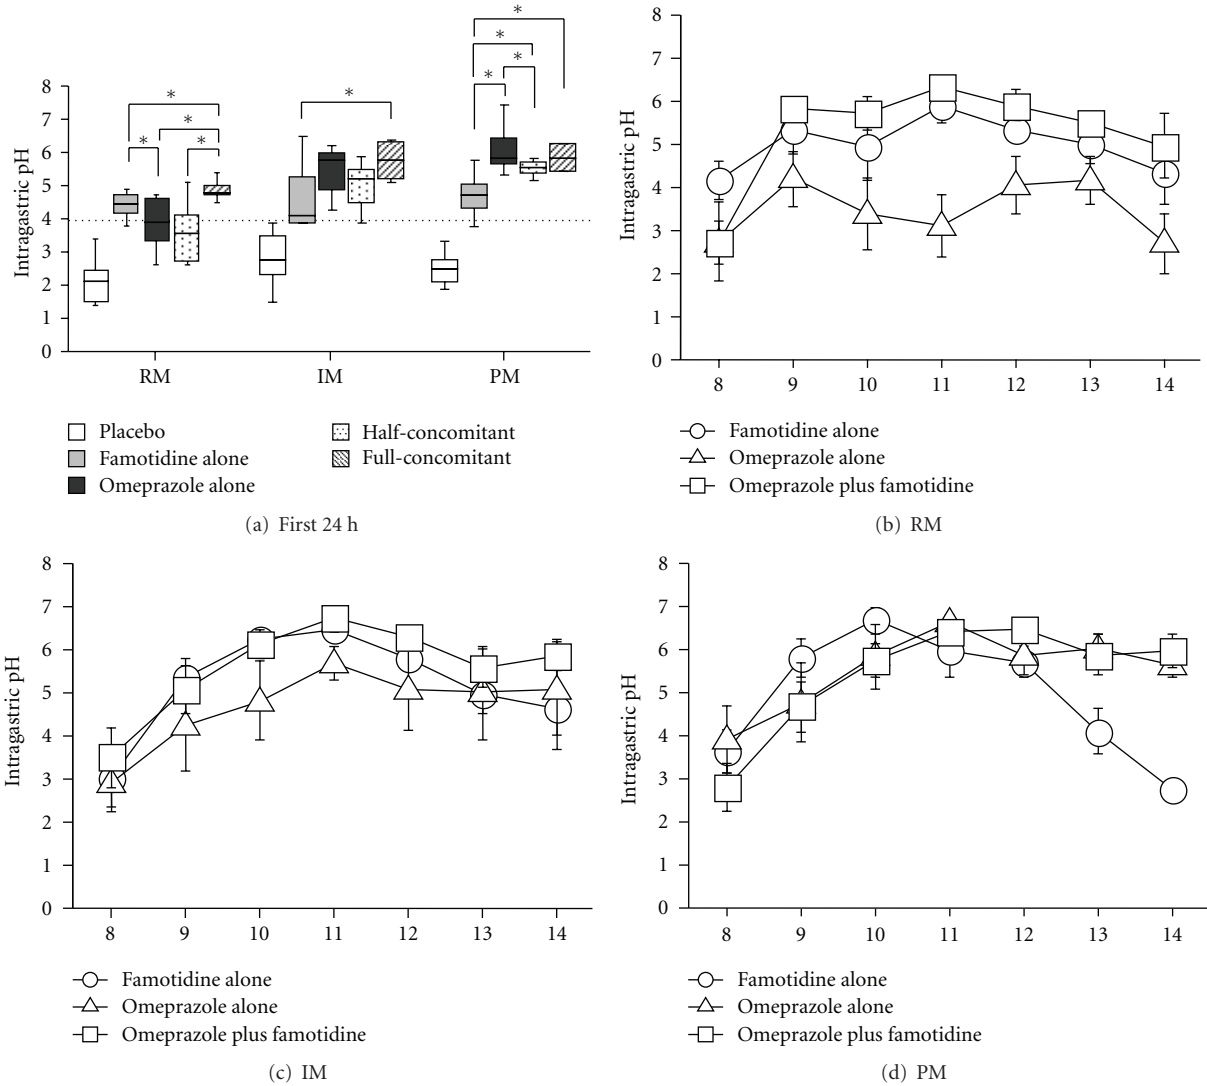 Intragastric pH
8
7
6
5
4
3
2
1
0
* * * *
*
* * * *
RM IM PM
Placebo
Famotidine alone
Omeprazole alone
Half-concomitant
Full-concomitant
(a) First 24 h
Intragastric pH
8
7
6
5
4
3
2
1
0
8 9 10 11 12 13 14
Famotidine alone
Omeprazole alone
Omeprazole plus famotidine
(b) RM
Intragastric pH
8
7
6
5
4
3
2
1
0
8 9 10 11 12 13 14
Famotidine alone
Omeprazole alone
Omeprazole plus famotidine
(c) IM
Intragastric pH
8
7
6
5
4
3
2
1
0
8 9 10 11 12 13 14
Famotidine alone
Omeprazole alone
Omeprazole plus famotidine
(d) PM